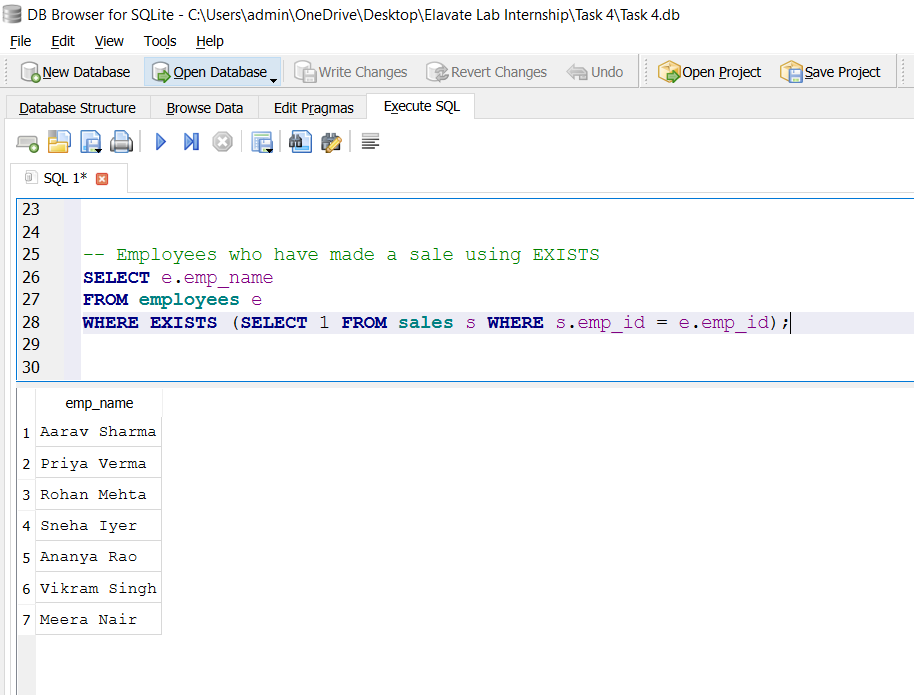 DB Browser for SQLite - C:\Users\admin\OneDrive\Desktop\Elavate Lab Internship\Task 4\Task 4.db
File Edit View Tools Help
New Database Open Database Write Changes Revert Changes Undo Open Project Save Project
Database Structure Browse Data Edit Pragmas Execute SQL
SQL 1*
23
24
25 -- Employees who have made a sale using EXISTS
26 SELECT e.emp_name
27 FROM employees e
28 WHERE EXISTS (SELECT 1 FROM sales s WHERE s.emp_id = e.emp_id);
29
30
emp_name
1 Aarav Sharma
2 Priya Verma
3 Rohan Mehta
4 Sneha Iyer
5 Ananya Rao
6 Vikram Singh
7 Meera Nair